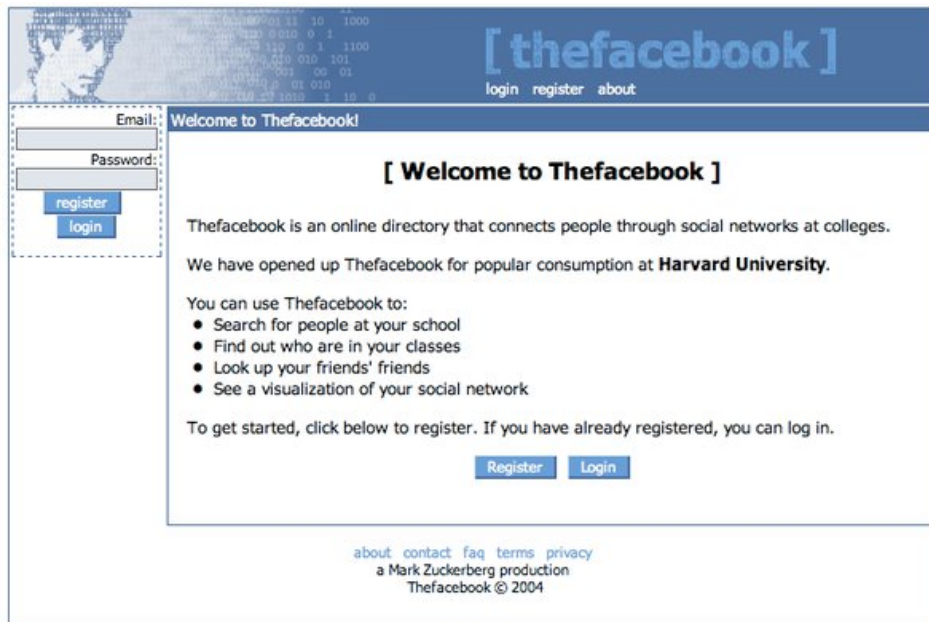 [ thefacebook ]
login register about
Email:
Password:
register
login
Welcome to Thefacebook!
[ Welcome to Thefacebook ]
Thefacebook is an online directory that connects people through social networks at colleges.
We have opened up Thefacebook for popular consumption at Harvard University.
You can use Thefacebook to:
• Search for people at your school
• Find out who are in your classes
• Look up your friends' friends
• See a visualization of your social network
To get started, click below to register. If you have already registered, you can log in.
Register Login
about contact faq terms privacy
a Mark Zuckerberg production
Thefacebook © 2004